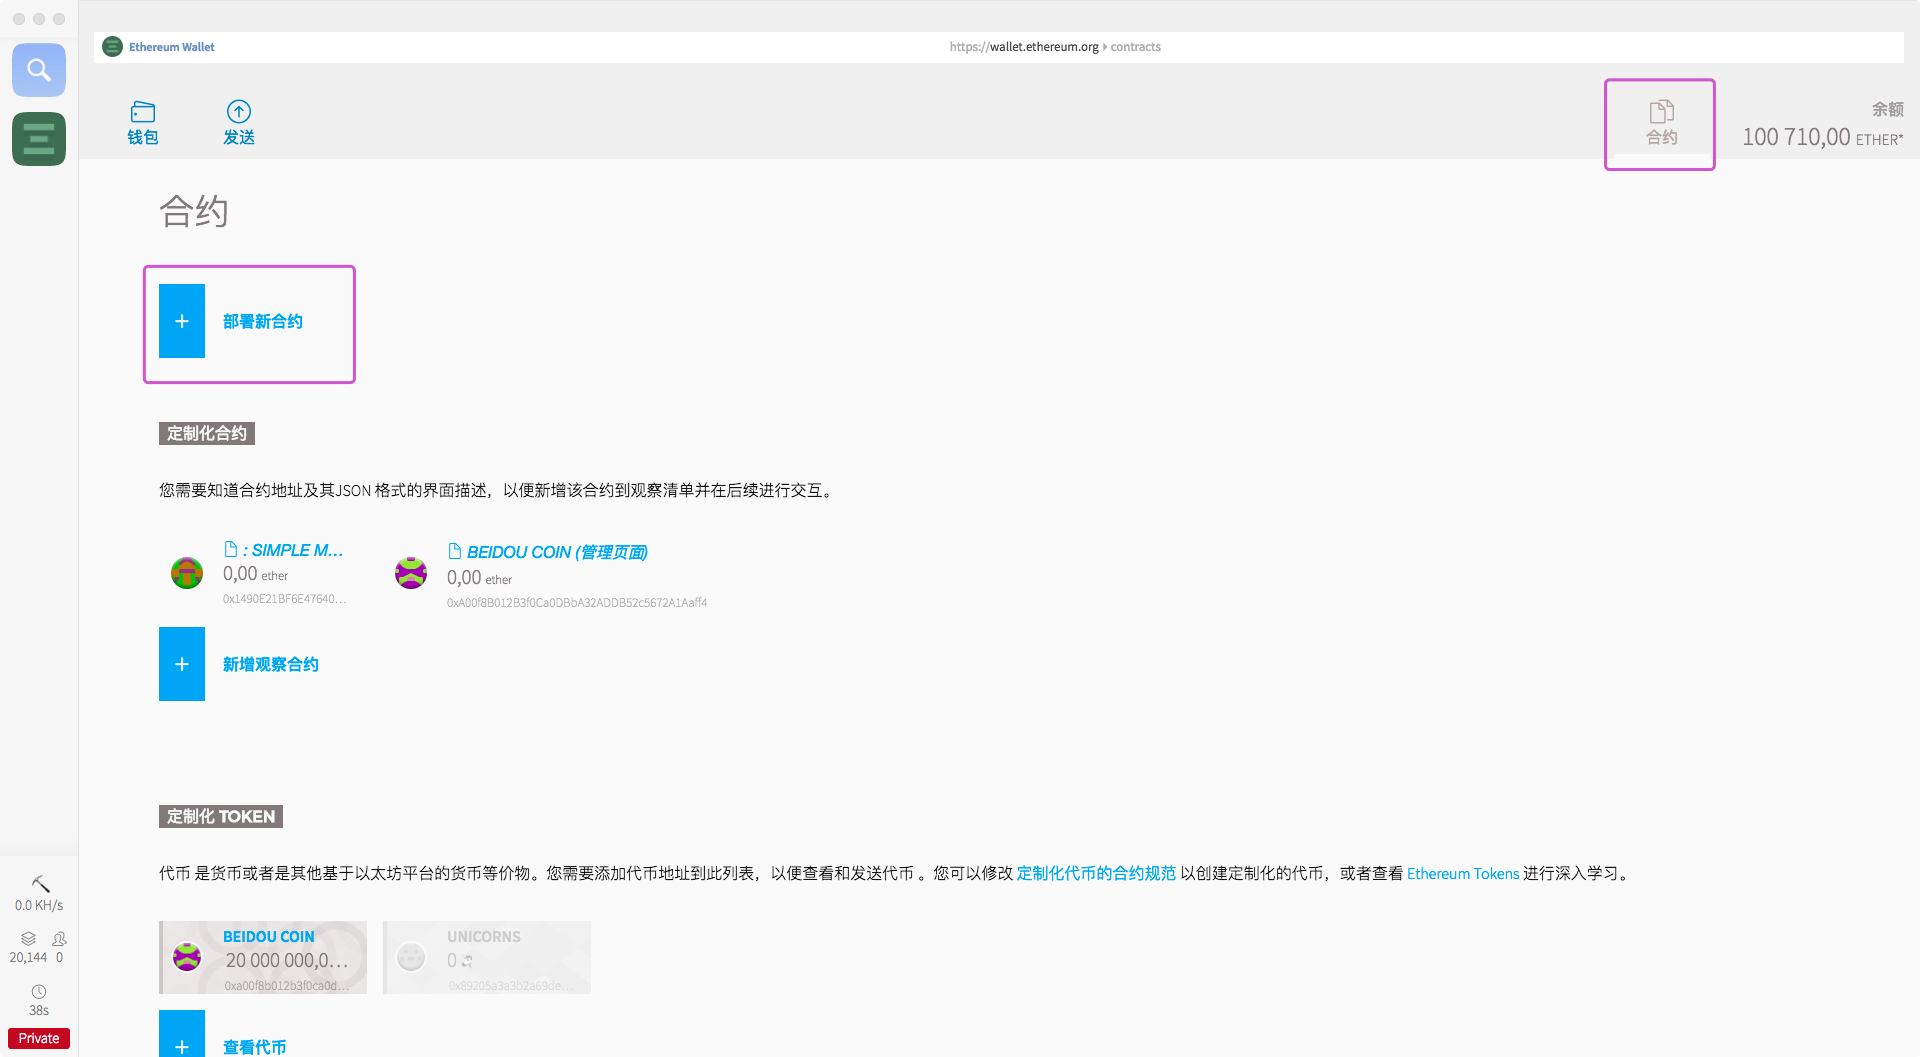 Ethereum Wallet
https://wallet.ethereum.org contracts
钱包
发送
合约
余额
100 710,00 ETHER*
合约
+ 部署新合约
定制化合约
您需要知道合约地址及其JSON 格式的界面描述，以便新增该合约到观察清单并在后续进行交互。
: SIMPLE M...
0,00 ether
0x1490E21BF6E47640...
BEIDOU COIN (管理页面)
0,00 ether
0xA00f8B012B3f0Ca0DBbA32ADDB52c5672A1Aaff4
+ 新增观察合约
定制化 TOKEN
代币 是货币或者是其他基于以太坊平台的货币等价物。您需要添加代币地址到此列表，以便查看和发送代币 。您可以修改 定制化代币的合约规范 以创建定制化的代币，或者查看 Ethereum Tokens 进行深入学习。
BEIDOU COIN
20 000 000,0...
0xa00f8b012b3f0ca0d...
UNICORNS
0
0x89205a3a3b2a69de...
+ 查看代币
0.0 KH/s
20,144 0
38s
Private